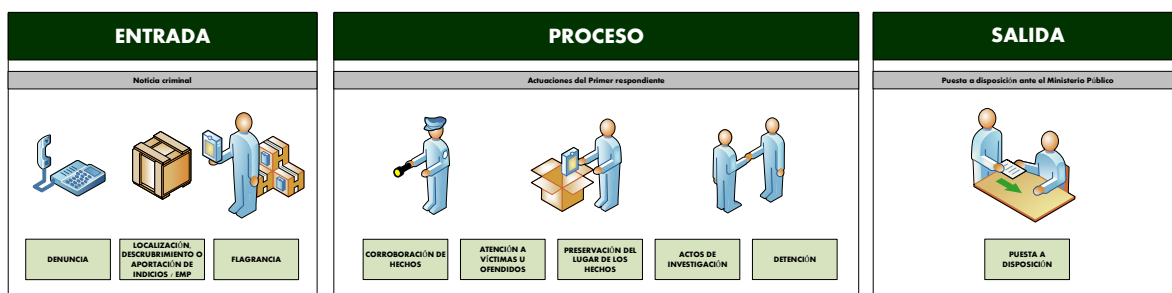 ENTRADA
Noticia criminal
DENUNCIA
LOCALIZACIÓN,
DESCRUBRIMIENTO O
APORTACIÓN DE
INDICIOS / EMP
FLAGRANCIA
PROCESO
Actuaciones del Primer respondiente
CORROBORACIÓN DE
HECHOS
ATENCIÓN A
VÍCTIMAS U
OFENDIDOS
PRESERVACIÓN DEL
LUGAR DE LOS
HECHOS
ACTOS DE
INVESTIGACIÓN
DETENCIÓN
SALIDA
Puesta a disposición ante el Ministerio Público
PUESTA A
DISPOSICIÓN